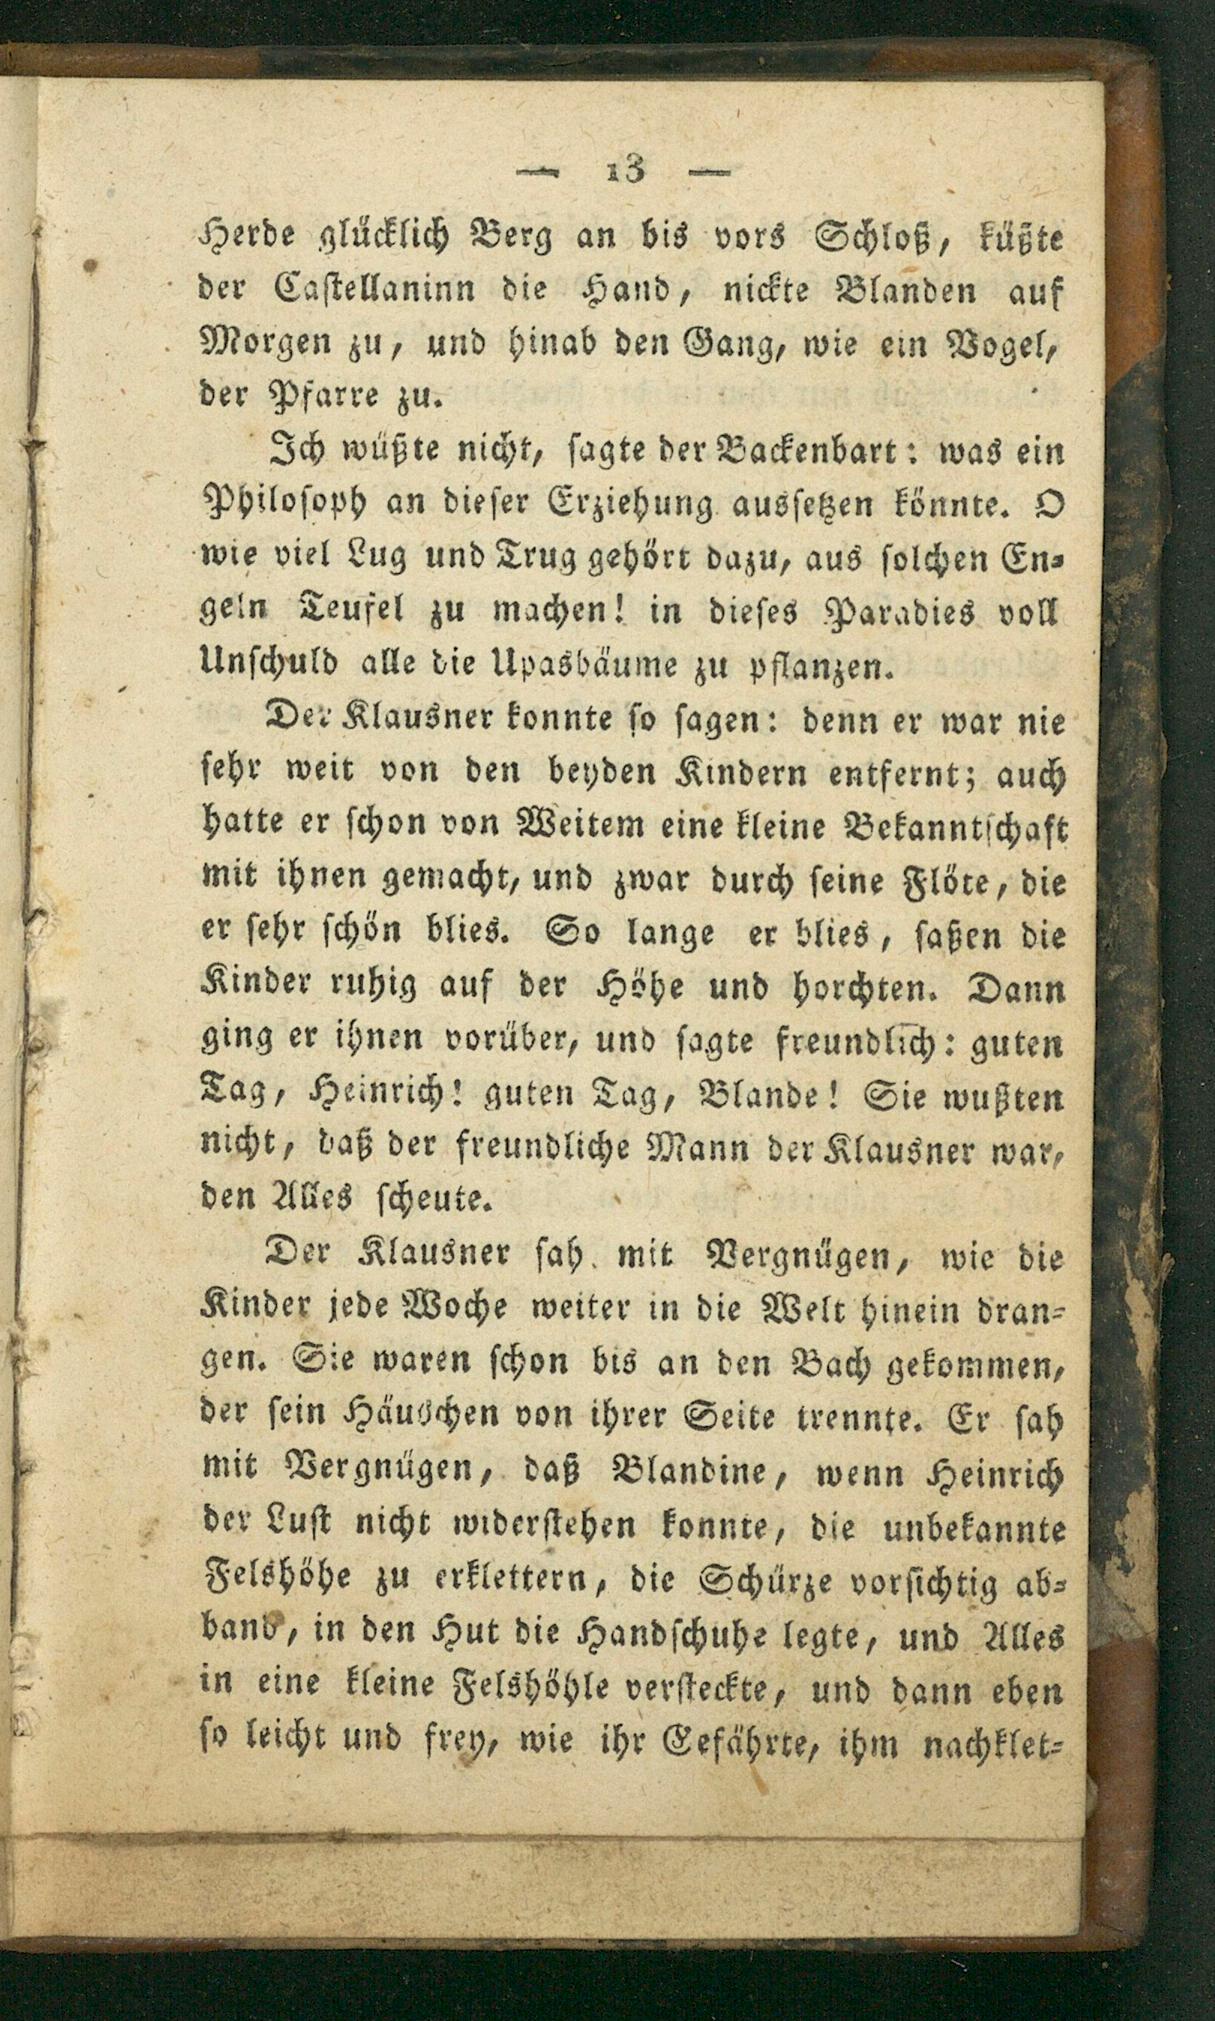 — 13 —
Herde glücklich Berg an bis vors Schloß, küßte
der Castellaninn die Hand, nickte Blanden auf
Morgen zu, und hinab den Gang, wie ein Vogel,
der Pfarre zu.
Ich wüßte nicht, sagte der Backenbart: was ein
Philosoph an dieser Erziehung aussetzen könnte. O
wie viel Lug und Trug gehört dazu, aus solchen En-
geln Teufel zu machen! in dieses Paradies voll
Unschuld alle die Upasbäume zu pflanzen.
Der Klausner konnte so sagen: denn er war nie
sehr weit von den beyden Kindern entfernt; auch
hatte er schon von Weitem eine kleine Bekanntschaft
mit ihnen gemacht, und zwar durch seine Flöte, die
er sehr schön blies. So lange er blies, saßen die
Kinder ruhig auf der Höhe und horchten. Dann
ging er ihnen vorüber, und sagte freundlich: guten
Tag, Heinrich! guten Tag, Blande! Sie wußten
nicht, daß der freundliche Mann der Klausner war,
den Alles scheute.
Der Klausner sah mit Vergnügen, wie die
Kinder jede Woche weiter in die Welt hinein dran-
gen. Sie waren schon bis an den Bach gekommen,
der sein Häuschen von ihrer Seite trennte. Er sah
mit Vergnügen, daß Blandine, wenn Heinrich
der Lust nicht widerstehen konnte, die unbekannte
Felshöhe zu erklettern, die Schürze vorsichtig ab-
band, in den Hut die Handschuhe legte, und Alles
in eine kleine Felshöhle versteckte, und dann eben
so leicht und frey, wie ihr Eefährte, ihm nachklet-